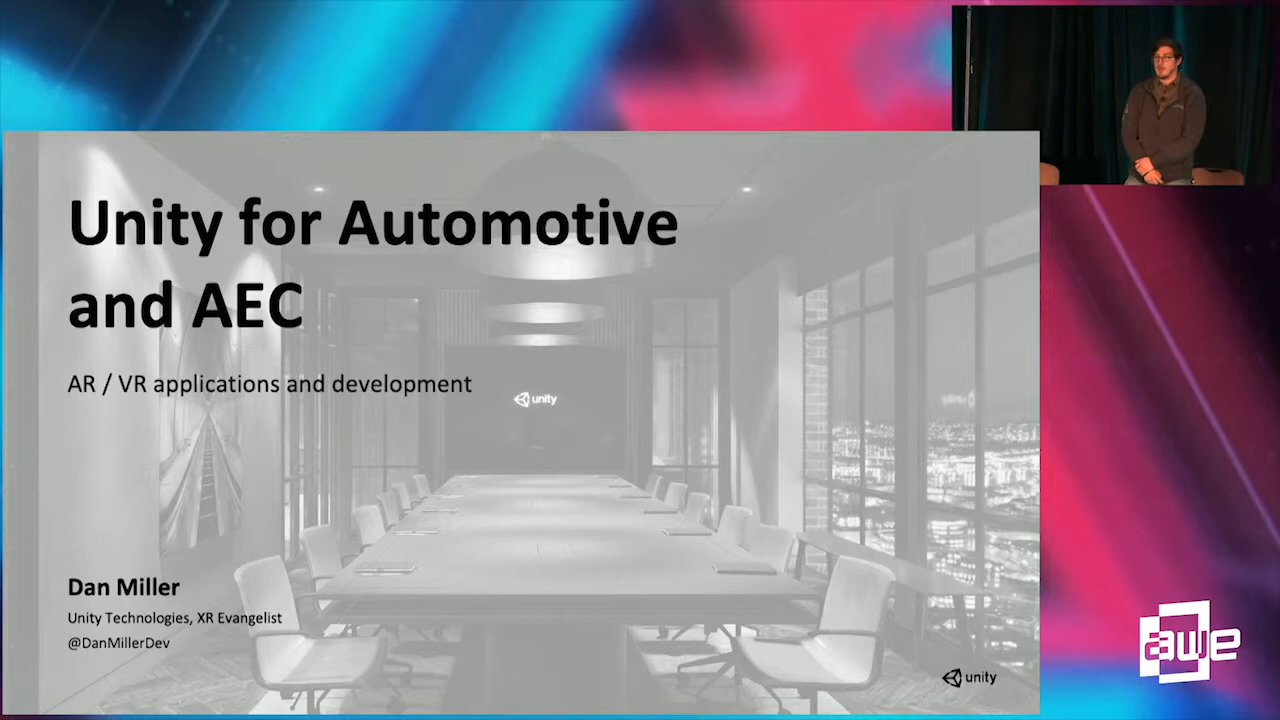 Unity for Automotive
and AEC
AR / VR applications and development
unity
Dan Miller
Unity Technologies, XR Evangelist
@DanMillerDev
unity
awe